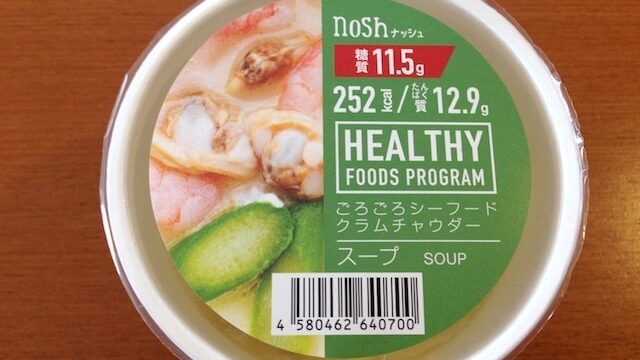 nosh ナッシュ
糖質 11.5g
252 kcal / たんぱく質 12.9g
HEALTHY
FOODS PROGRAM
ごろごろシーフード
クラムチャウダー
スープ SOUP
4 580462 640700